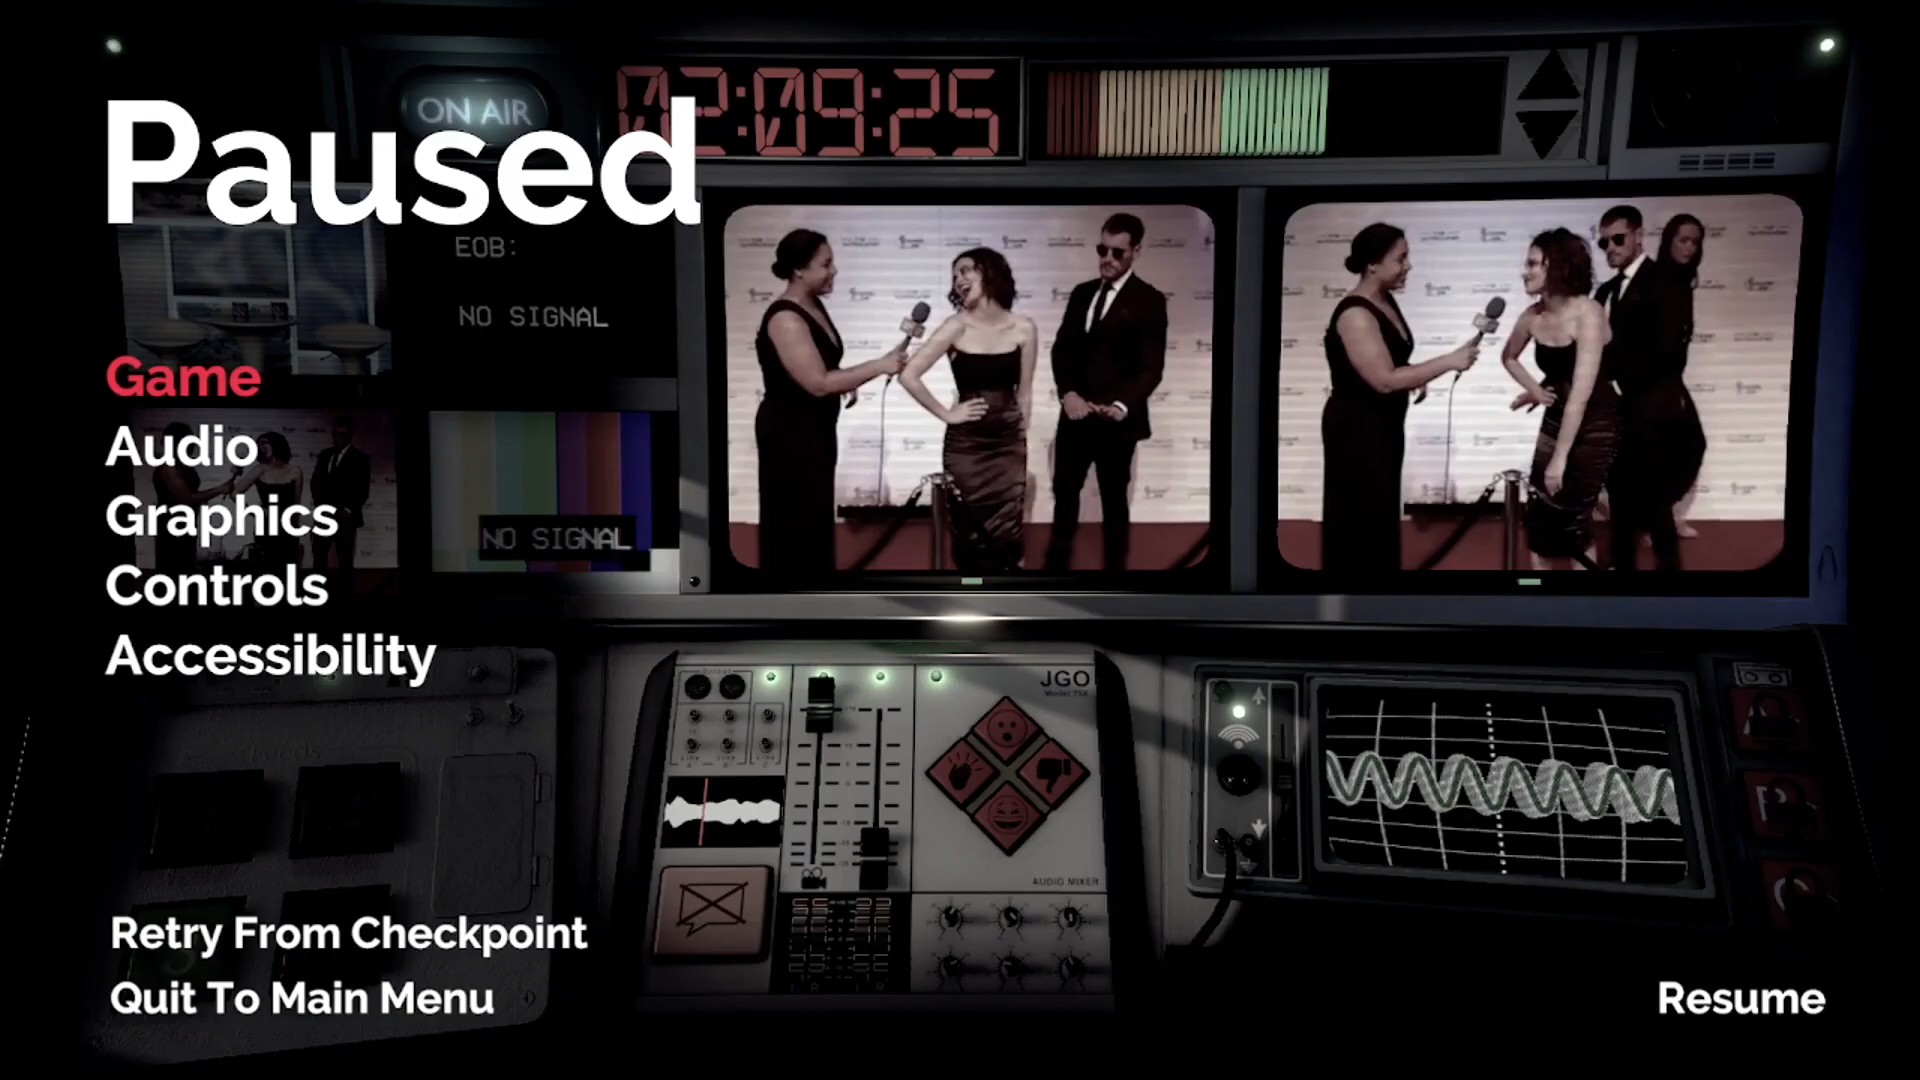 ON AIR
02:09:25
Paused
EOB:
NO SIGNAL
Game
Audio
Graphics
NO SIGNAL
Controls
Accessibility
JGO
AUDIO MIXER
Retry From Checkpoint
Quit To Main Menu
Resume